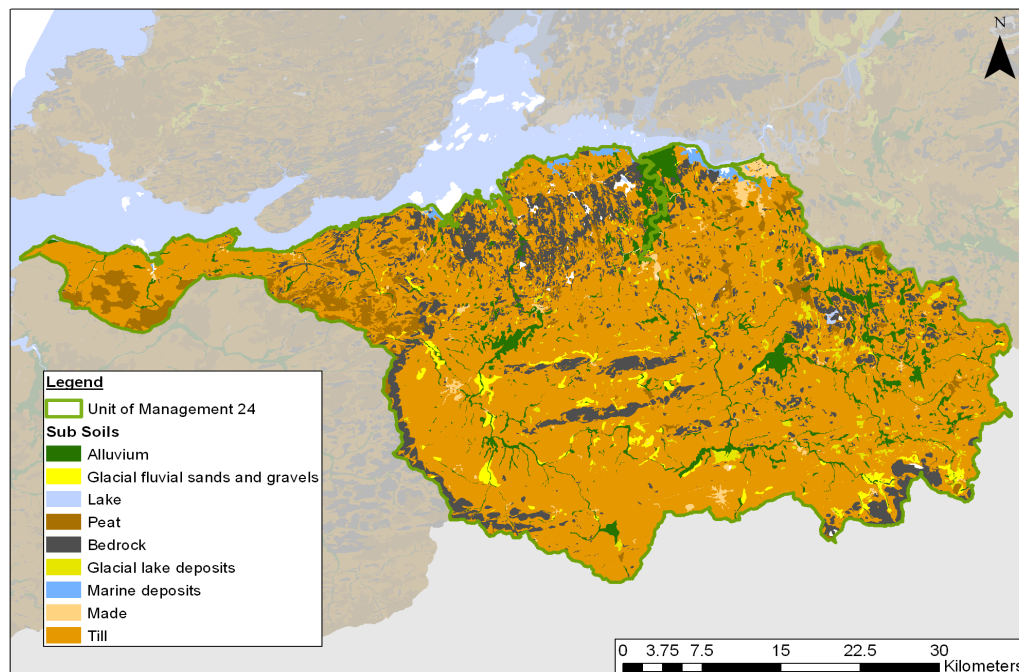 N
Legend
Unit of Management 24
Sub Soils
Alluvium
Glacial fluvial sands and gravels
Lake
Peat
Bedrock
Glacial lake deposits
Marine deposits
Made
Till
0 3.75 7.5 15 22.5 30
Kilometers